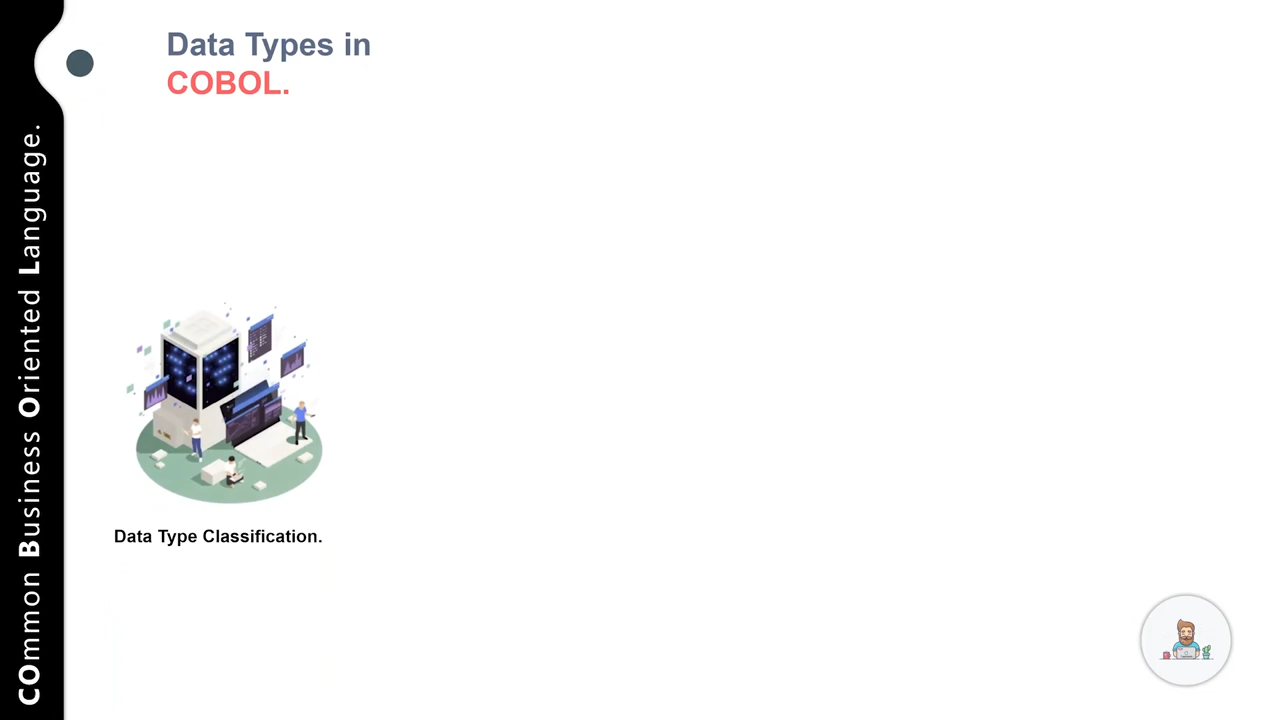 Data Types in
COBOL.
COmmon Business Oriented Language.
Data Type Classification.